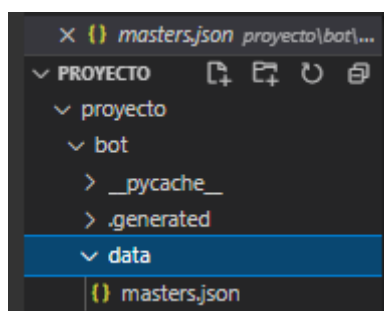 {} masters.json proyecto\bot\...
PROYECTO
proyecto
bot
__pycache__
.generated
data
{} masters.json